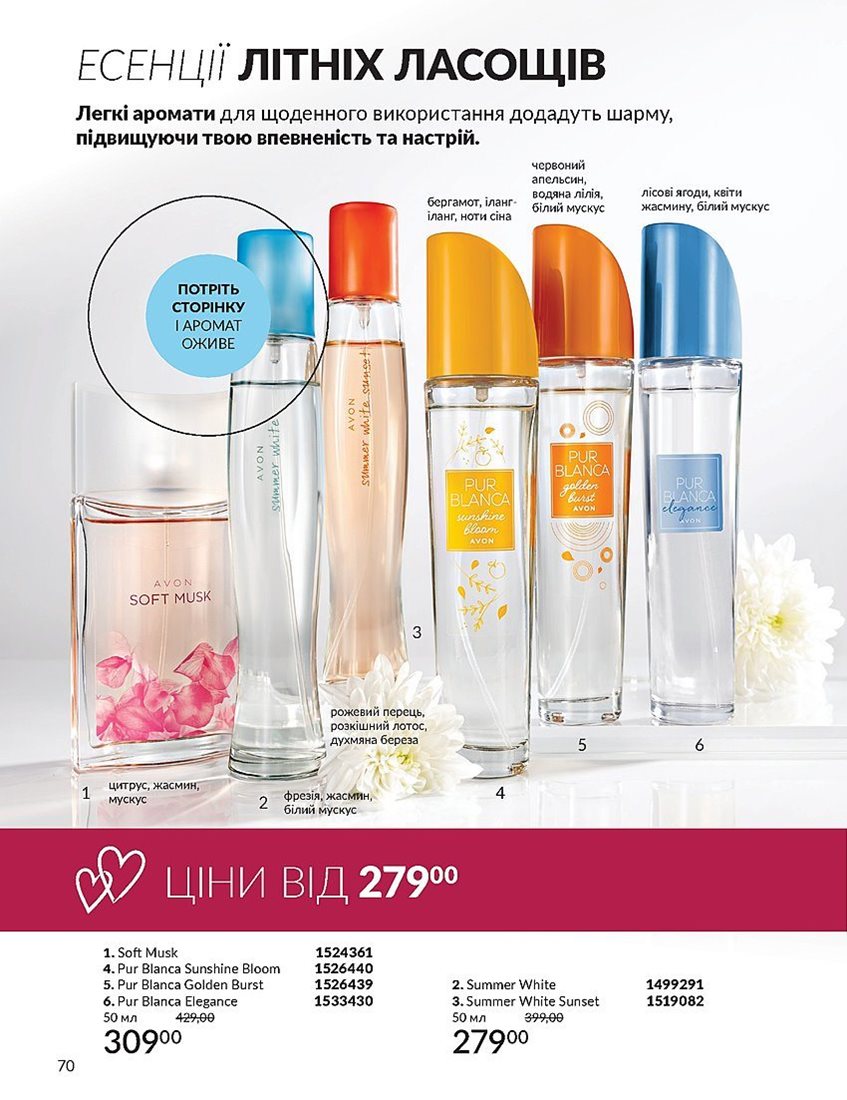 ЕСЕНЦІЇ ЛІТНІХ ЛАСОЩІВ
Легкі аромати для щоденного використання додадуть шарму,
підвищуючи твою впевненість та настрій.
червоний
апельсин,
водяна лілія,
білий мускус
бергамот, іланг-
іланг, ноти сіна
лісові ягоди, квіти
жасмину, білий мускус
ПОТРІТЬ
СТОРІНКУ
І АРОМАТ
ОЖИВЕ
AVON
SOFT MUSK
AVON
summer white
AVON
summer white sunset
PUR
BLANCA
sunshine
bloom
AVON
PUR
BLANCA
golden
burst
AVON
PUR
BLANCA
elegance
AVON
3
рожевий перець,
розкішний лотос,
духмяна береза
5
6
1
цитрус, жасмин,
мускус
2
фрезія, жасмин,
білий мускус
4
ЦІНИ ВІД 279⁰⁰
1. Soft Musk 1524361
4. Pur Blanca Sunshine Bloom 1526440
5. Pur Blanca Golden Burst 1526439
6. Pur Blanca Elegance 1533430
50 мл 429,00
309⁰⁰
2. Summer White 1499291
3. Summer White Sunset 1519082
50 мл 399,00
279⁰⁰
70